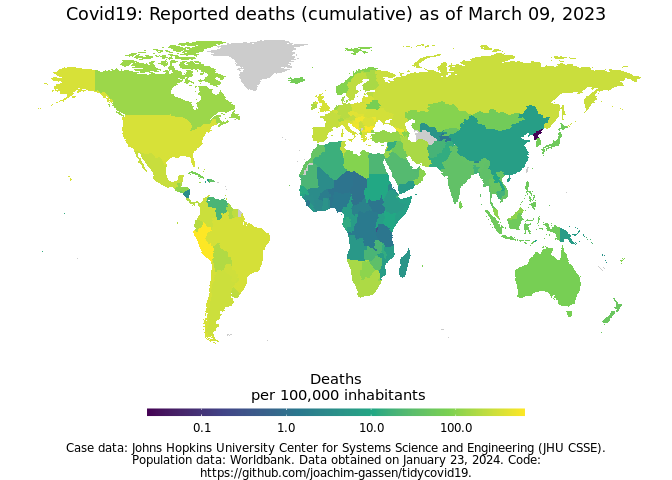 Covid19: Reported deaths (cumulative) as of March 09, 2023
Deaths
per 100,000 inhabitants
0.1 1.0 10.0 100.0
Case data: Johns Hopkins University Center for Systems Science and Engineering (JHU CSSE).
Population data: Worldbank. Data obtained on January 23, 2024. Code:
https://github.com/joachim-gassen/tidycovid19.